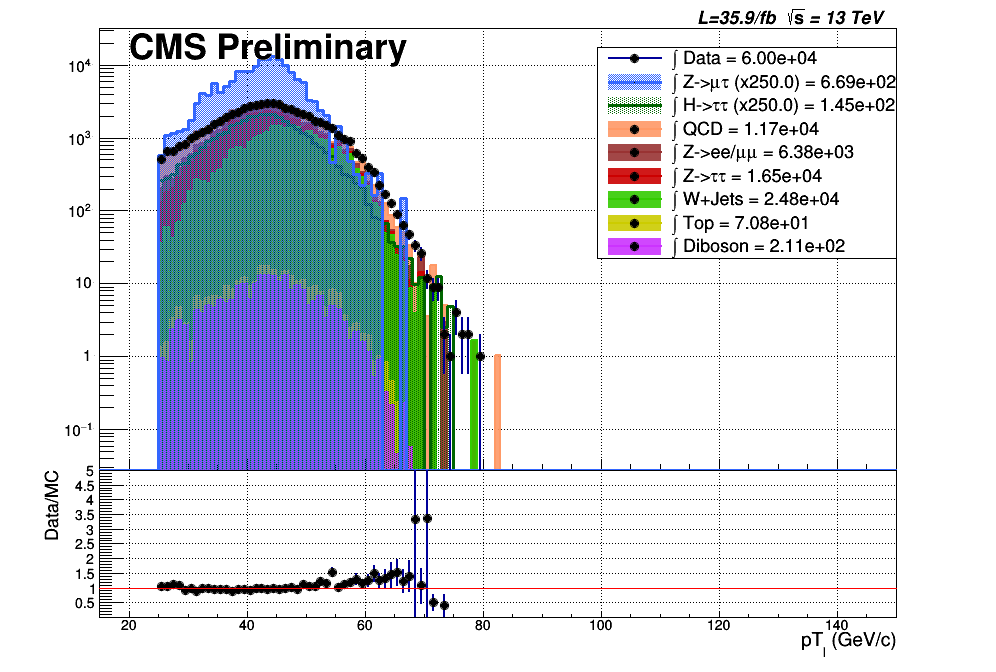 L=35.9/fb √s = 13 TeV
CMS Preliminary
∫ Data = 6.00e+04
∫ Z->μτ (x250.0) = 6.69e+02
∫ H->ττ (x250.0) = 1.45e+02
∫ QCD = 1.17e+04
∫ Z->ee/μμ = 6.38e+03
∫ Z->ττ = 1.65e+04
∫ W+Jets = 2.48e+04
∫ Top = 7.08e+01
∫ Diboson = 2.11e+02
10⁴
10³
10²
10
1
10⁻¹
Data/MC
5
4.5
4
3.5
3
2.5
2
1.5
1
0.5
20 40 60 80 100 120 140
pT_l (GeV/c)